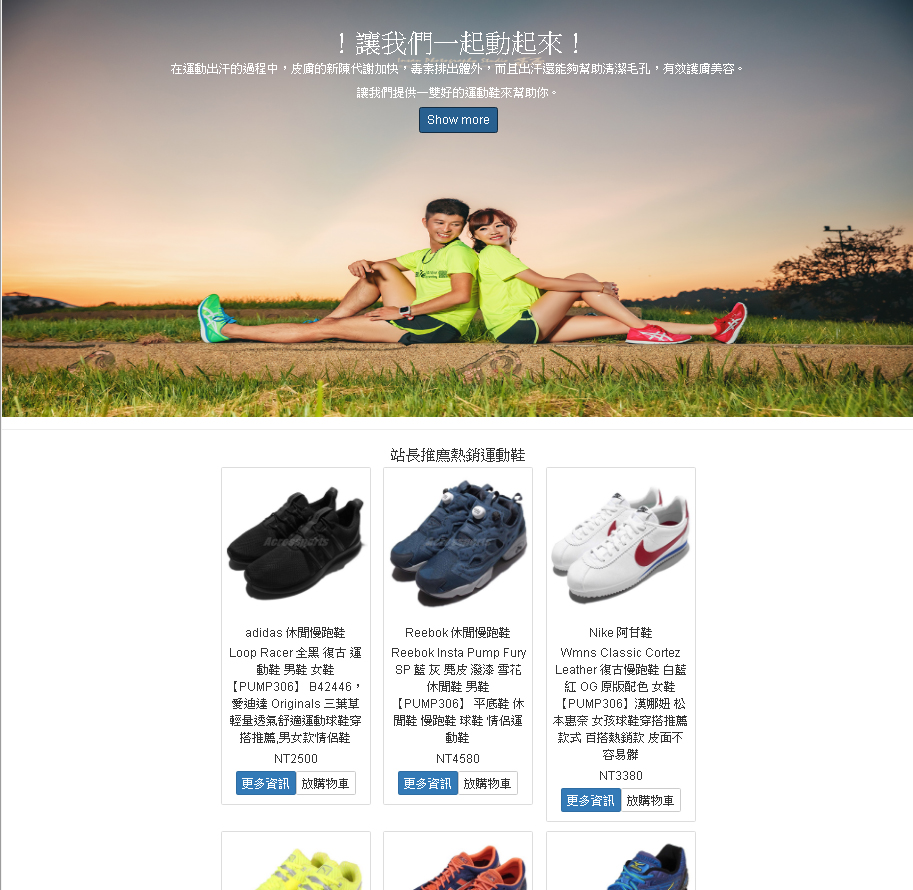 ！讓我們一起動起來！
在運動出汗的過程中，皮膚的新陳代謝加快，毒素排出體外，而且出汗還能夠幫助清潔毛孔，有效護膚美容。
讓我們提供一雙好的運動鞋來幫助你。
Show more
站長推薦熱銷運動鞋
adidas 休閒慢跑鞋
Loop Racer 全黑 復古 運
動鞋 男鞋 女鞋
【PUMP306】 B42446，
愛迪達 Originals 三葉草
輕量透氣舒適運動球鞋穿
搭推薦,男女款情侶鞋
NT2500
更多資訊 放購物車
Reebok 休閒慢跑鞋
Reebok Insta Pump Fury
SP 藍 灰 麂皮 潑漆 雪花
休閒鞋 男鞋
【PUMP306】 平底鞋 休
閒鞋 慢跑鞋 球鞋 情侶運
動鞋
NT4580
更多資訊 放購物車
Nike 阿甘鞋
Wmns Classic Cortez
Leather 復古慢跑鞋 白藍
紅 OG 原版配色 女鞋
【PUMP306】漢娜妞 松
本惠奈 女孩球鞋穿搭推薦
款式 百搭熱銷款 皮面不
容易髒
NT3380
更多資訊 放購物車